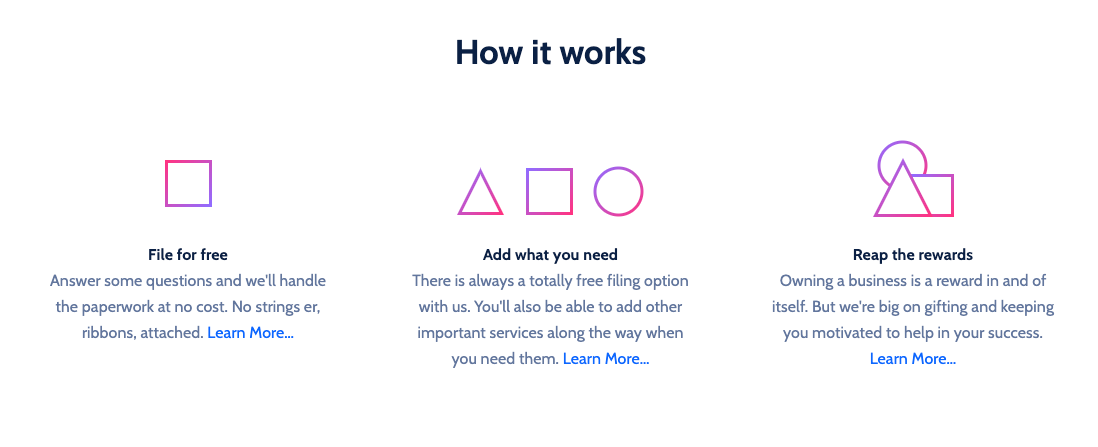 How it works
File for free
Answer some questions and we'll handle
the paperwork at no cost. No strings er,
ribbons, attached. Learn More...
Add what you need
There is always a totally free filing option
with us. You'll also be able to add other
important services along the way when
you need them. Learn More...
Reap the rewards
Owning a business is a reward in and of
itself. But we're big on gifting and keeping
you motivated to help in your success.
Learn More...